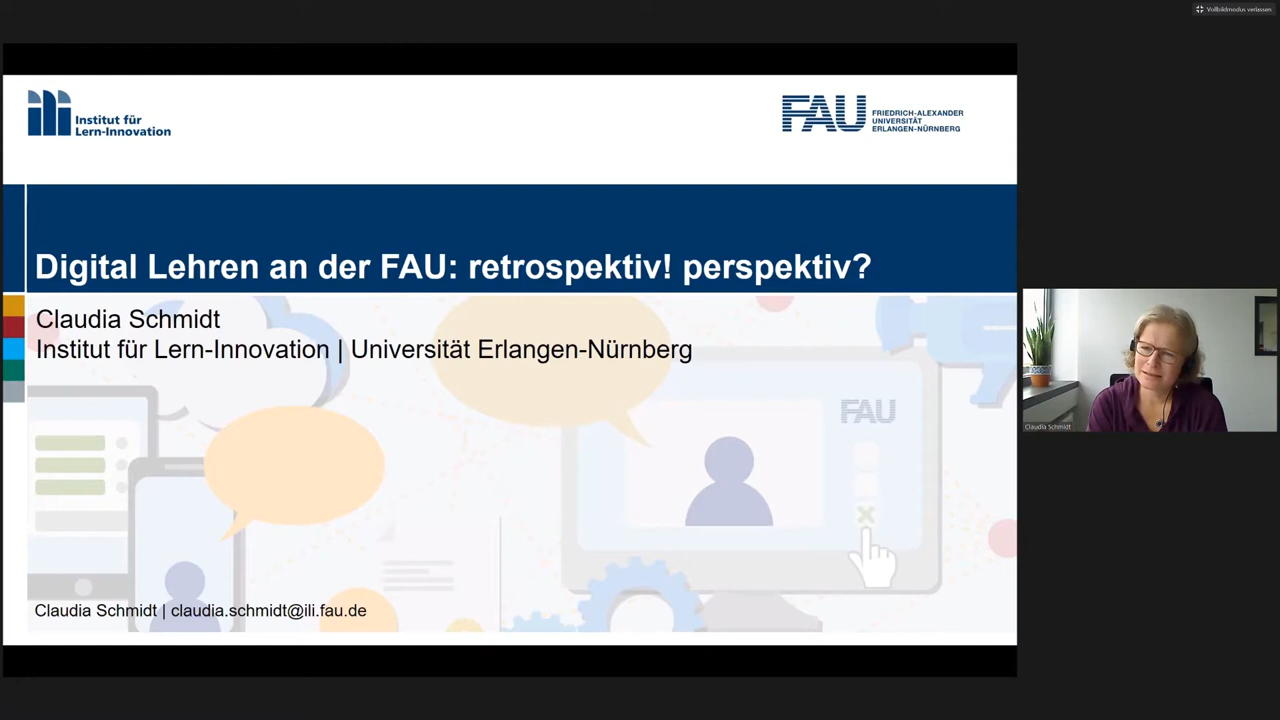 Vollbildmodus verlassen
ili Institut für
Lern-Innovation
FAU FRIEDRICH-ALEXANDER
UNIVERSITÄT
ERLANGEN-NÜRNBERG
Digital Lehren an der FAU: retrospektiv! perspektiv?
Claudia Schmidt
Institut für Lern-Innovation | Universität Erlangen-Nürnberg
FAU
Claudia Schmidt
Claudia Schmidt | claudia.schmidt@ili.fau.de